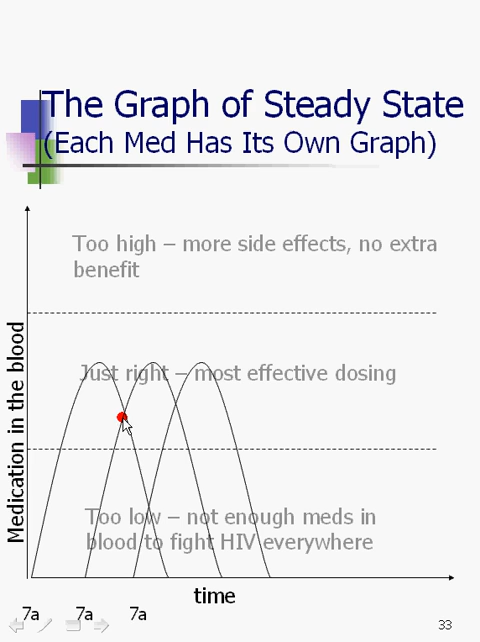 The Graph of Steady State
(Each Med Has Its Own Graph)
Too high – more side effects, no extra
benefit
Medication in the blood
Just right – most effective dosing
Too low – not enough meds in
blood to fight HIV everywhere
time
7a 7a 7a
33